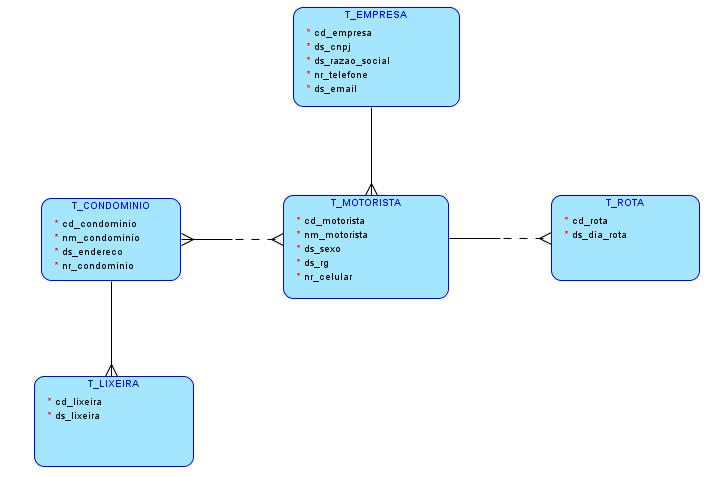 T_EMPRESA
* cd_empresa
* ds_cnpj
* ds_razao_social
* nr_telefone
* ds_email
T_CONDOMINIO
* cd_condominio
* nm_condominio
* ds_endereco
* nr_condominio
T_MOTORISTA
* cd_motorista
* nm_motorista
* ds_sexo
* ds_rg
* nr_celular
T_ROTA
* cd_rota
* ds_dia_rota
T_LIXEIRA
* cd_lixeira
* ds_lixeira